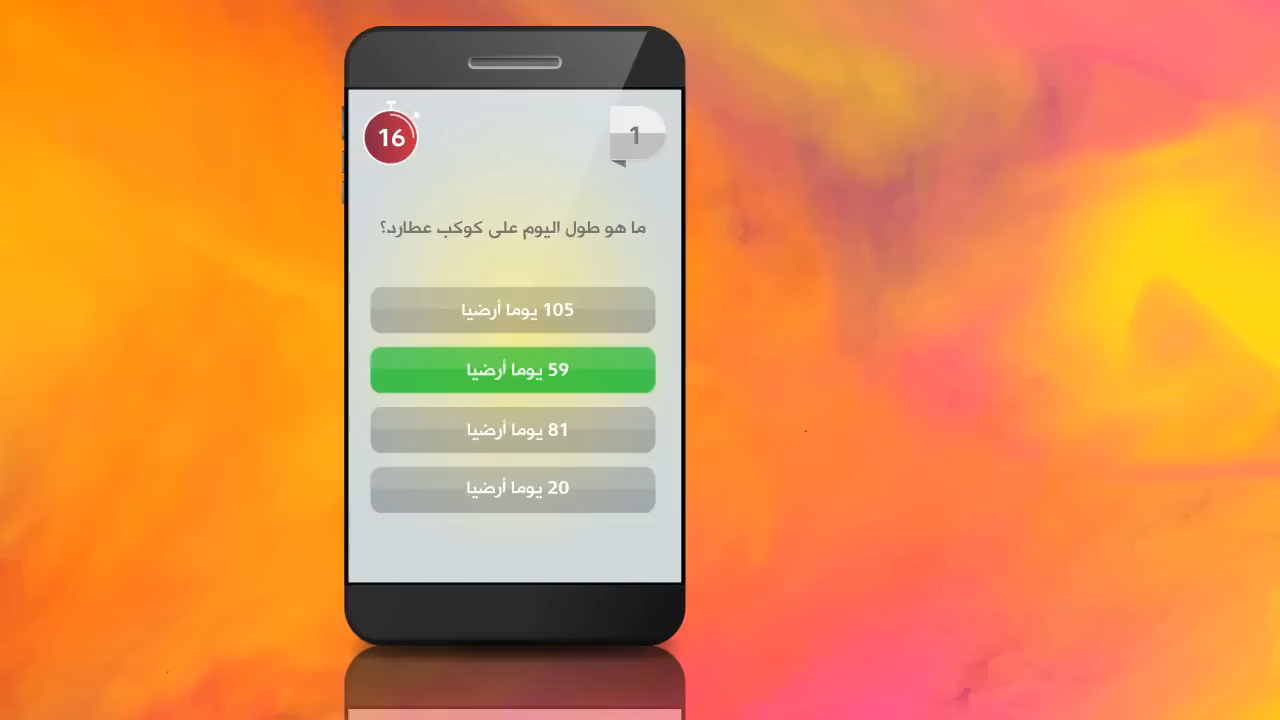 16
1
ما هو طول اليوم على كوكب عطارد؟
105 يوما أرضيا
59 يوما أرضيا
81 يوما أرضيا
20 يوما أرضيا